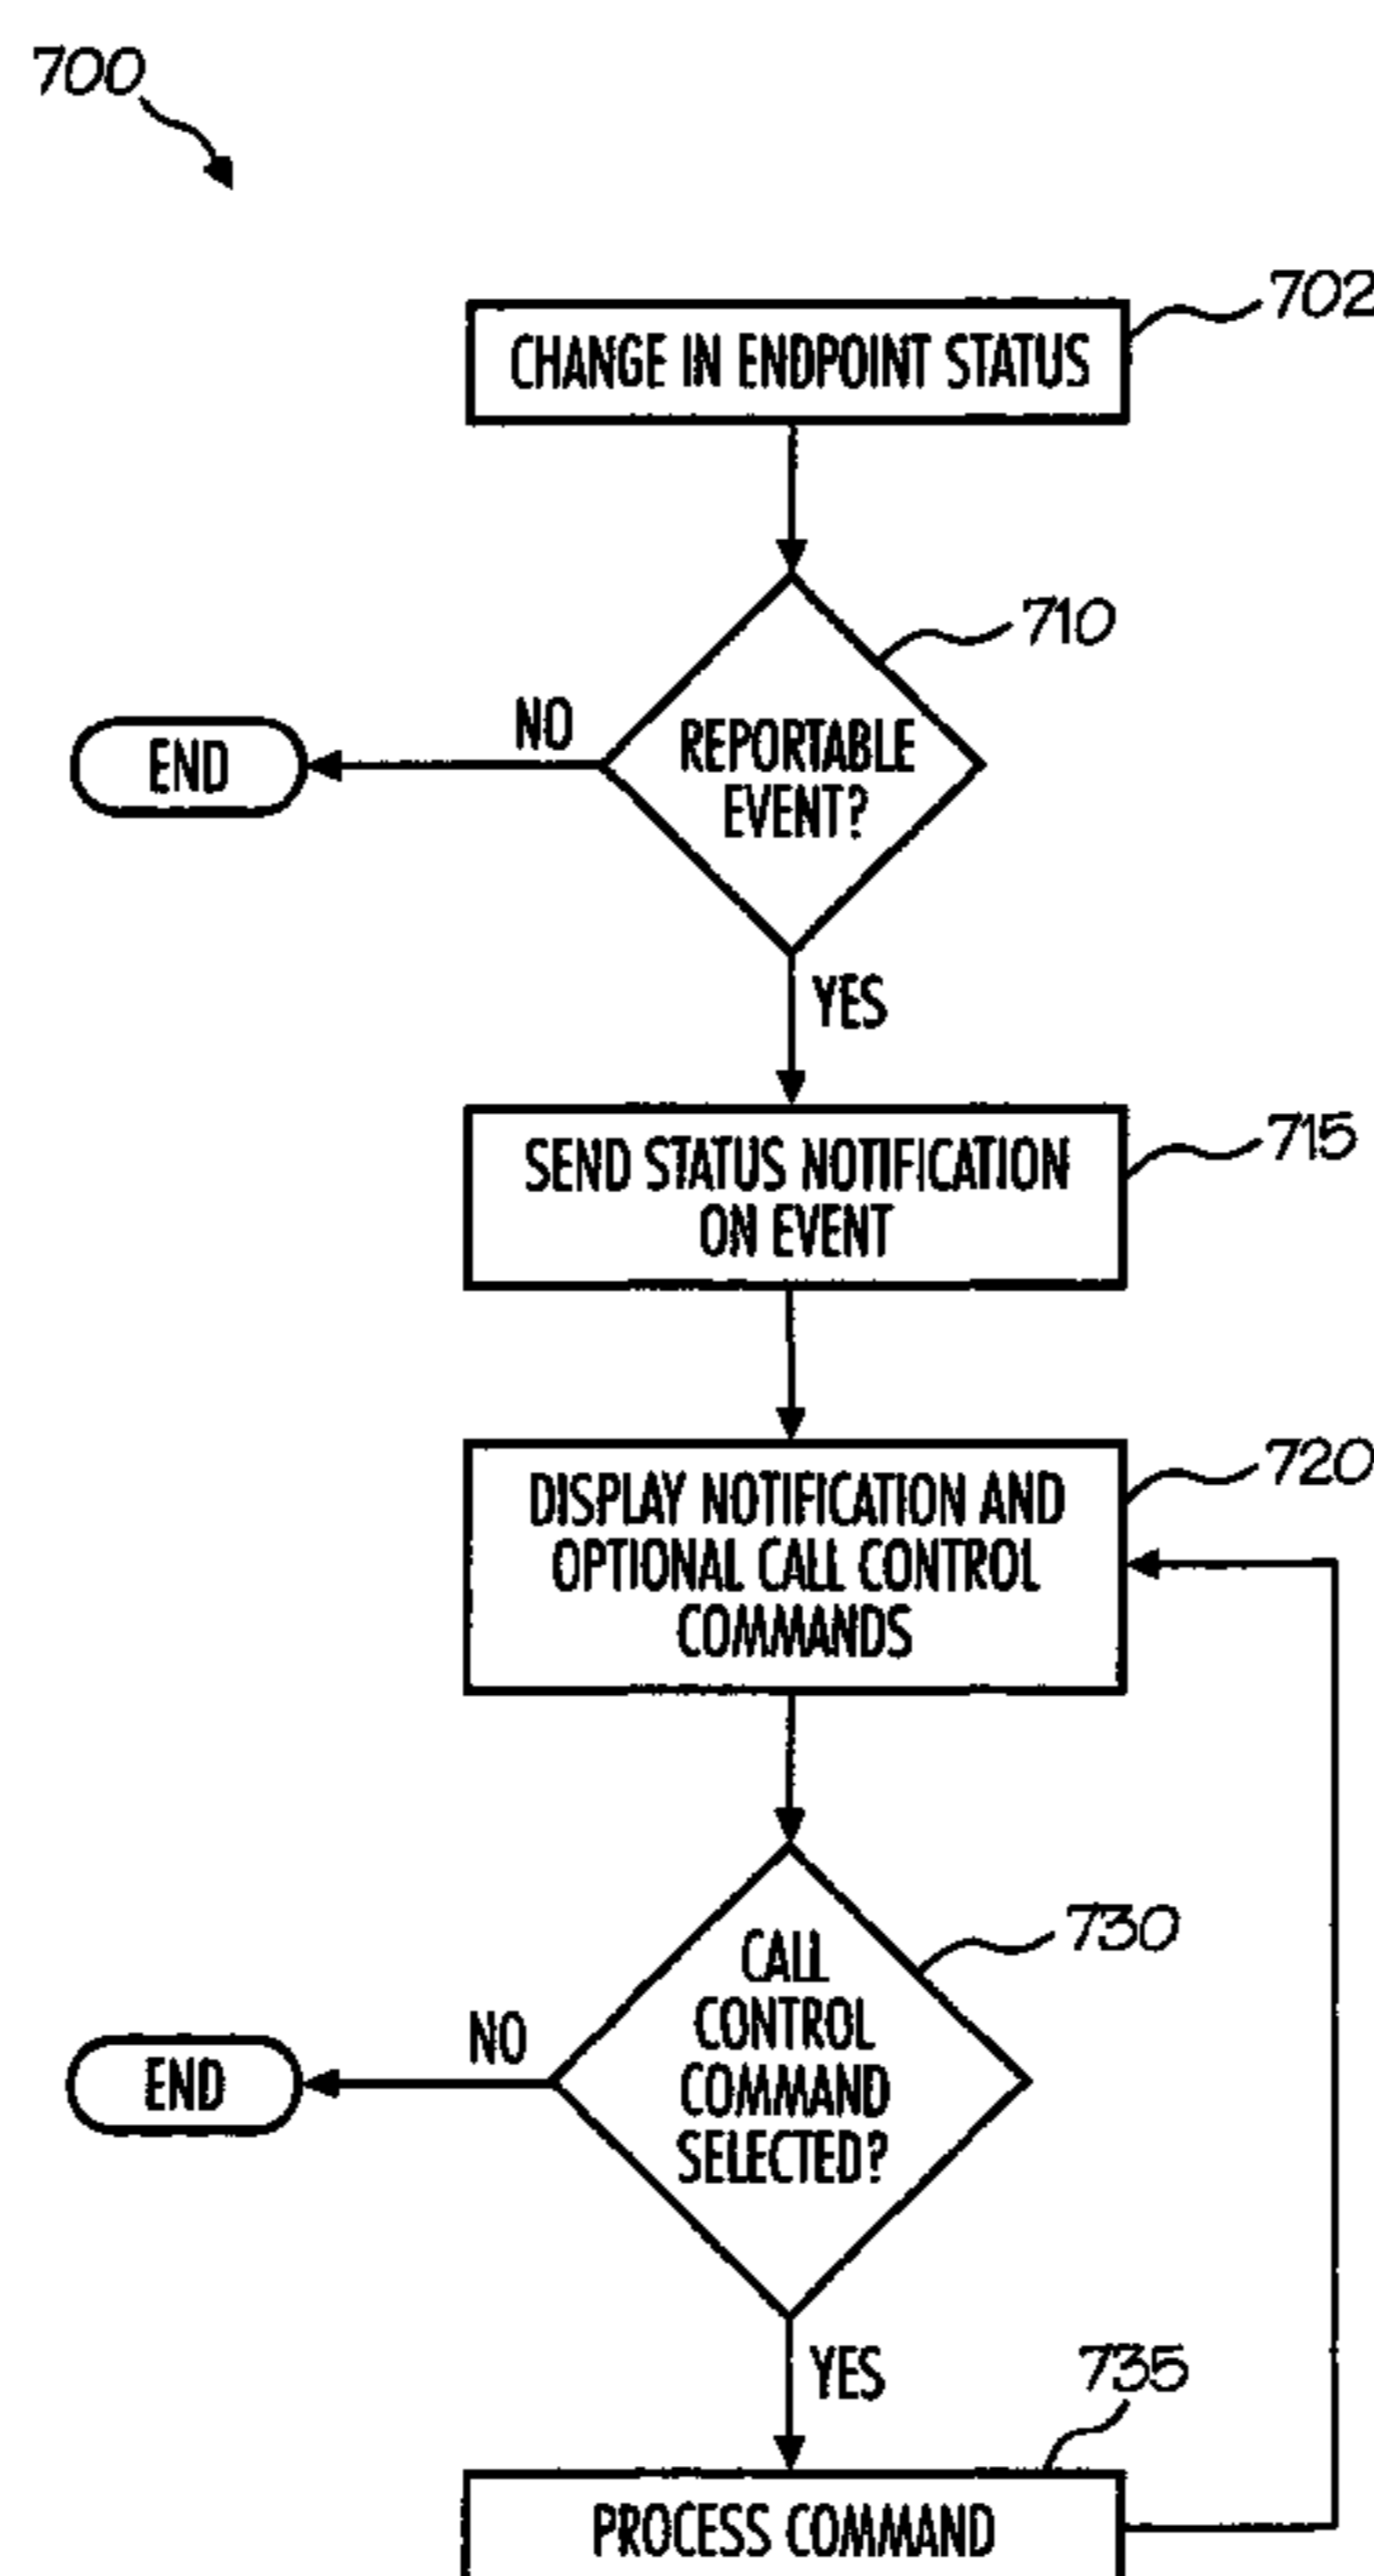 700
702
CHANGE IN ENDPOINT STATUS
710
NO
REPORTABLE
EVENT?
END
YES
715
SEND STATUS NOTIFICATION
ON EVENT
720
DISPLAY NOTIFICATION AND
OPTIONAL CALL CONTROL
COMMANDS
730
CALL
CONTROL
COMMAND
SELECTED?
NO
END
YES
735
PROCESS COMMAND